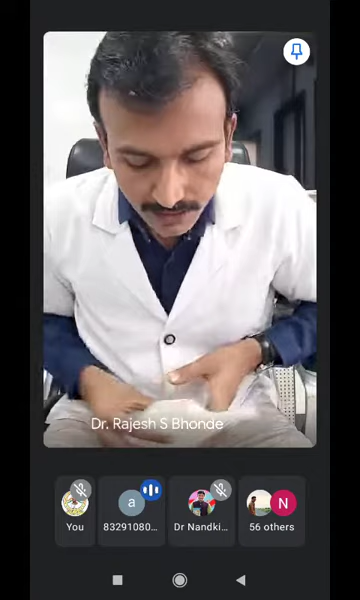 Dr. Rajesh S Bhonde
a
N
You
83291080...
Dr Nandki...
56 others